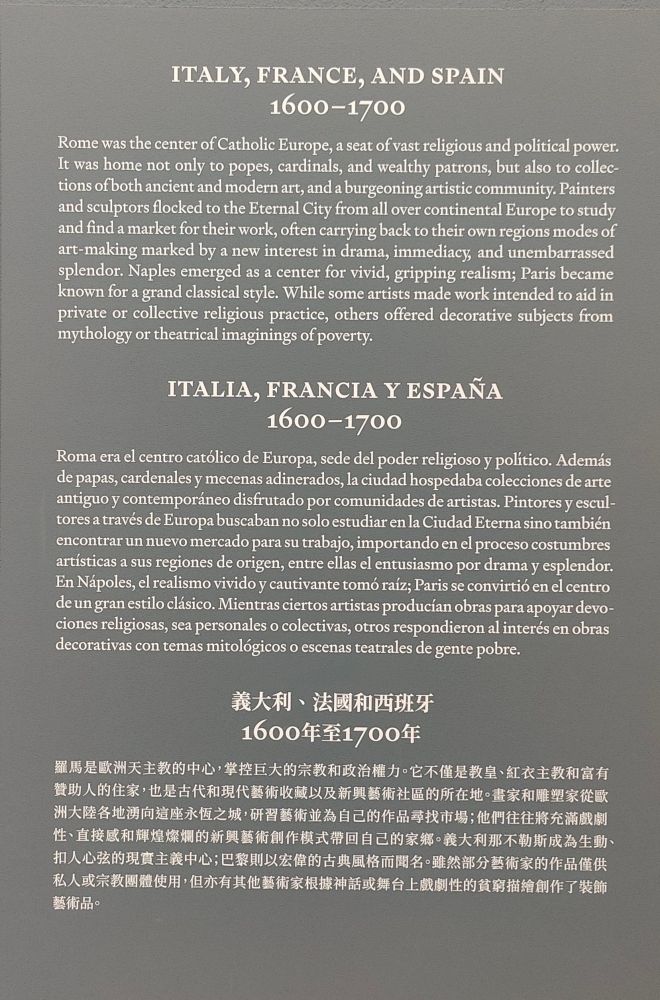 ITALY, FRANCE, AND SPAIN
1600–1700
Rome was the center of Catholic Europe, a seat of vast religious and political power.
It was home not only to popes, cardinals, and wealthy patrons, but also to collec-
tions of both ancient and modern art, and a burgeoning artistic community. Painters
and sculptors flocked to the Eternal City from all over continental Europe to study
and find a market for their work, often carrying back to their own regions modes of
art-making marked by a new interest in drama, immediacy, and unembarrassed
splendor. Naples emerged as a center for vivid, gripping realism; Paris became
known for a grand classical style. While some artists made work intended to aid in
private or collective religious practice, others offered decorative subjects from
mythology or theatrical imaginings of poverty.
ITALIA, FRANCIA Y ESPAÑA
1600–1700
Roma era el centro católico de Europa, sede del poder religioso y político. Además
de papas, cardenales y mecenas adinerados, la ciudad hospedaba colecciones de arte
antiguo y contemporáneo disfrutado por comunidades de artistas. Pintores y escul-
tores a través de Europa buscaban no solo estudiar en la Ciudad Eterna sino también
encontrar un nuevo mercado para su trabajo, importando en el proceso costumbres
artísticas a sus regiones de origen, entre ellas el entusiasmo por drama y esplendor.
En Nápoles, el realismo vivido y cautivante tomó raíz; Paris se convirtió en el centro
de un gran estilo clásico. Mientras ciertos artistas producían obras para apoyar devo-
ciones religiosas, sea personales o colectivas, otros respondieron al interés en obras
decorativas con temas mitológicos o escenas teatrales de gente pobre.
義大利、法國和西班牙
1600年至1700年
羅馬是歐洲天主教的中心，掌控巨大的宗教和政治權力。它不僅是教皇、紅衣主教和富有
贊助人的住家，也是古代和現代藝術收藏以及新興藝術社區的所在地。畫家和雕塑家從歐
洲大陸各地湧向這座永恆之城，研習藝術並為自己的作品尋找市場；他們往往將充滿戲劇
性、直接感和輝煌燦爛的新興藝術創作模式帶回自己的家鄉。義大利那不勒斯成為生動、
扣人心弦的現實主義中心；巴黎則以宏偉的古典風格而聞名。雖然部分藝術家的作品僅供
私人或宗教團體使用，但亦有其他藝術家根據神話或舞台上戲劇性的貧窮描繪創作了裝飾
藝術品。